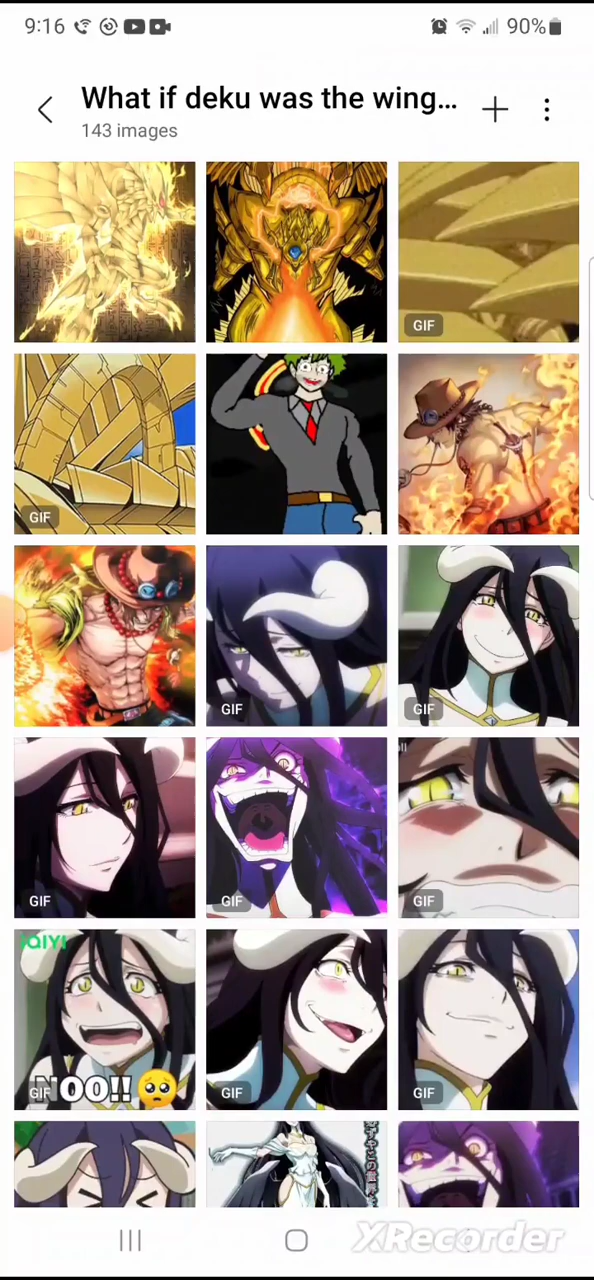 9:16
90%
What if deku was the wing...
143 images
GIF
GIF
GIF
GIF
GIF
GIF
GIF
NOO!!
GIF
GIF
GIF
XRecorder